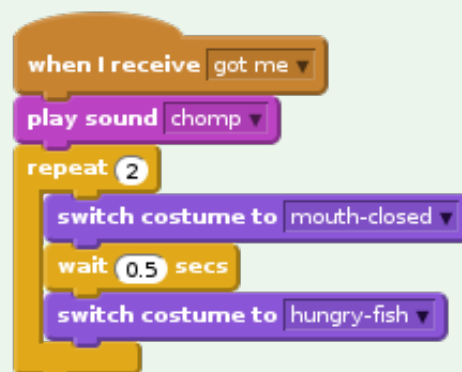 when I receive got me
play sound chomp
repeat 2
switch costume to mouth-closed
wait 0.5 secs
switch costume to hungry-fish